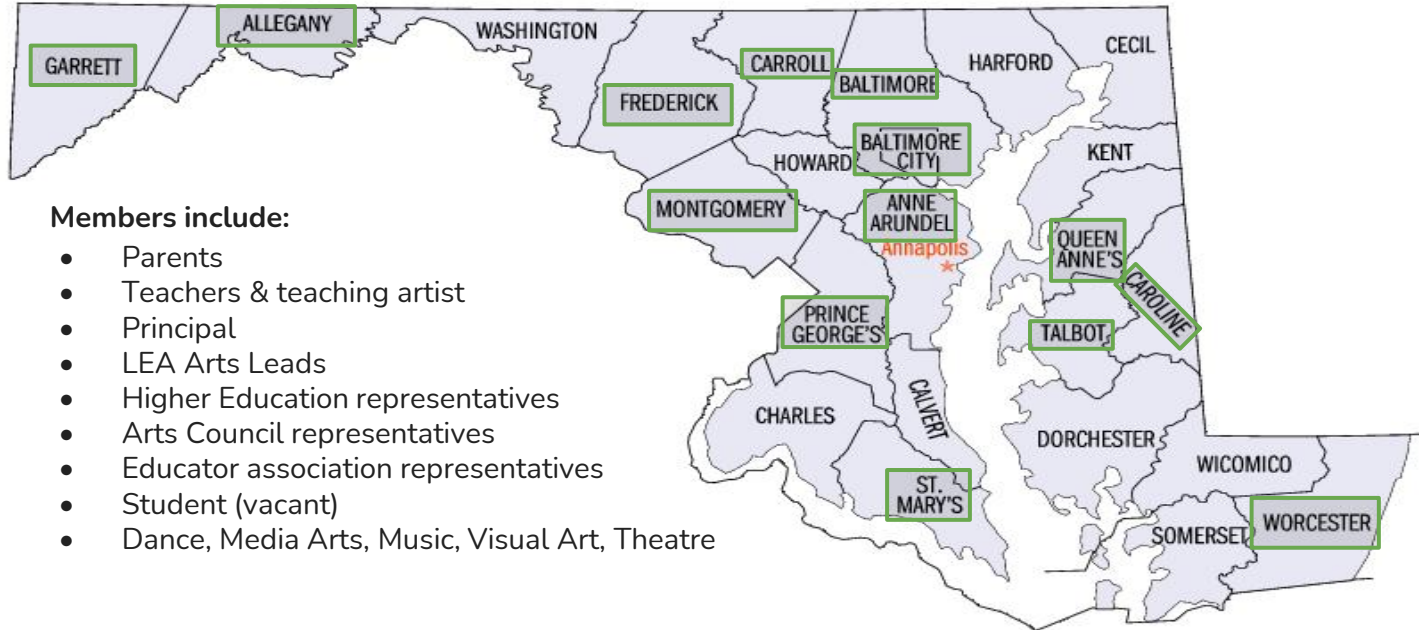 ALLEGANY
WASHINGTON
GARRETT
CARROLL
HARFORD
CECIL
BALTIMORE
FREDERICK
BALTIMORE
CITY
HOWARD
KENT
MONTGOMERY
ANNE
ARUNDEL
Annapolis
QUEEN
ANNE'S
CAROLINE
TALBOT
PRINCE
GEORGE'S
CHARLES
CALVERT
DORCHESTER
WICOMICO
ST.
MARY'S
SOMERSET
WORCESTER
Members include:
• Parents
• Teachers & teaching artist
• Principal
• LEA Arts Leads
• Higher Education representatives
• Arts Council representatives
• Educator association representatives
• Student (vacant)
• Dance, Media Arts, Music, Visual Art, Theatre